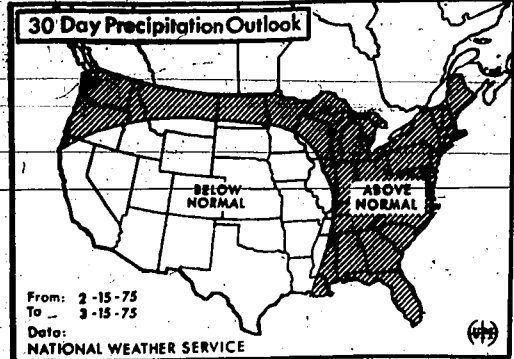 30 Day Precipitation Outlook
BELOW
NORMAL
ABOVE
NORMAL
From: 2-15-75
To 3-15-75
Data:
NATIONAL WEATHER SERVICE
UPI